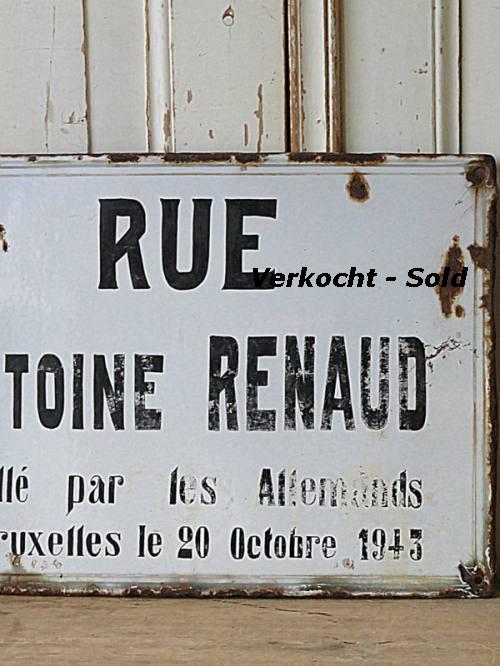 RUE
Verkocht - Sold
TOINE RENAUD
llé par les Allemands
ruxelles le 20 Octobre 1943